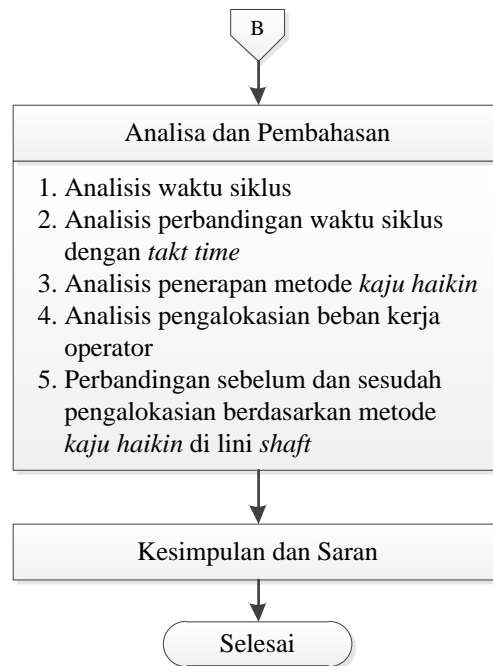 B
Analisa dan Pembahasan
1. Analisis waktu siklus
2. Analisis perbandingan waktu siklus
dengan takt time
3. Analisis penerapan metode kaju haikin
4. Analisis pengalokasian beban kerja
operator
5. Perbandingan sebelum dan sesudah
pengalokasian berdasarkan metode
kaju haikin di lini shaft
Kesimpulan dan Saran
Selesai